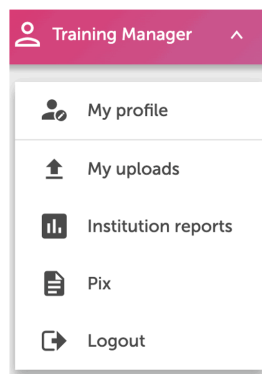 Training Manager
My profile
My uploads
Institution reports
Pix
Logout